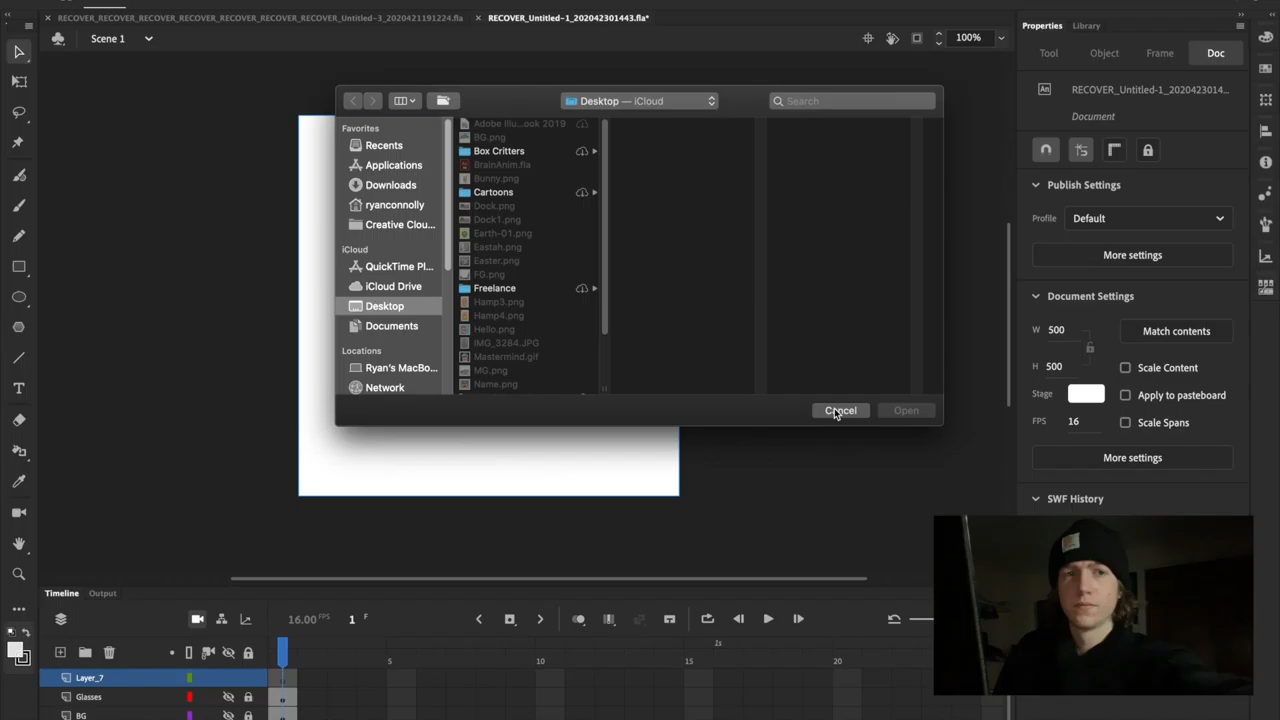 RECOVER_RECOVER_RECOVER_RECOVER_RECOVER_RECOVER_Untitled-3_2020421191224.fla
RECOVER_Untitled-1_202042301443.fla*
Scene 1
100%
Properties
Library
Tool
Object
Frame
Doc
RECOVER_Untitled-1_2020423014...
Document
Publish Settings
Profile
Default
More settings
Document Settings
W 500
Match contents
H 500
Scale Content
Stage
Apply to pasteboard
FPS 16
Scale Spans
More settings
SWF History
Desktop — iCloud
Search
Favorites
Recents
Applications
Downloads
ryanconnolly
Creative Clou...
iCloud
QuickTime Pl...
iCloud Drive
Desktop
Documents
Locations
Ryan's MacBo...
Network
Adobe Illu...ook 2019
BG.png
Box Critters
BrainAnim.fla
Bunny.png
Cartoons
Dock.png
Dock1.png
Earth-01.png
Eastah.png
Easter.png
FG.png
Freelance
Hamp3.png
Hamp4.png
Hello.png
IMG_3284.JPG
Mastermind.gif
MG.png
Name.png
Cancel
Open
Timeline
Output
16.00 FPS
1 F
1s
5
10
15
20
Layer_7
Glasses
BG